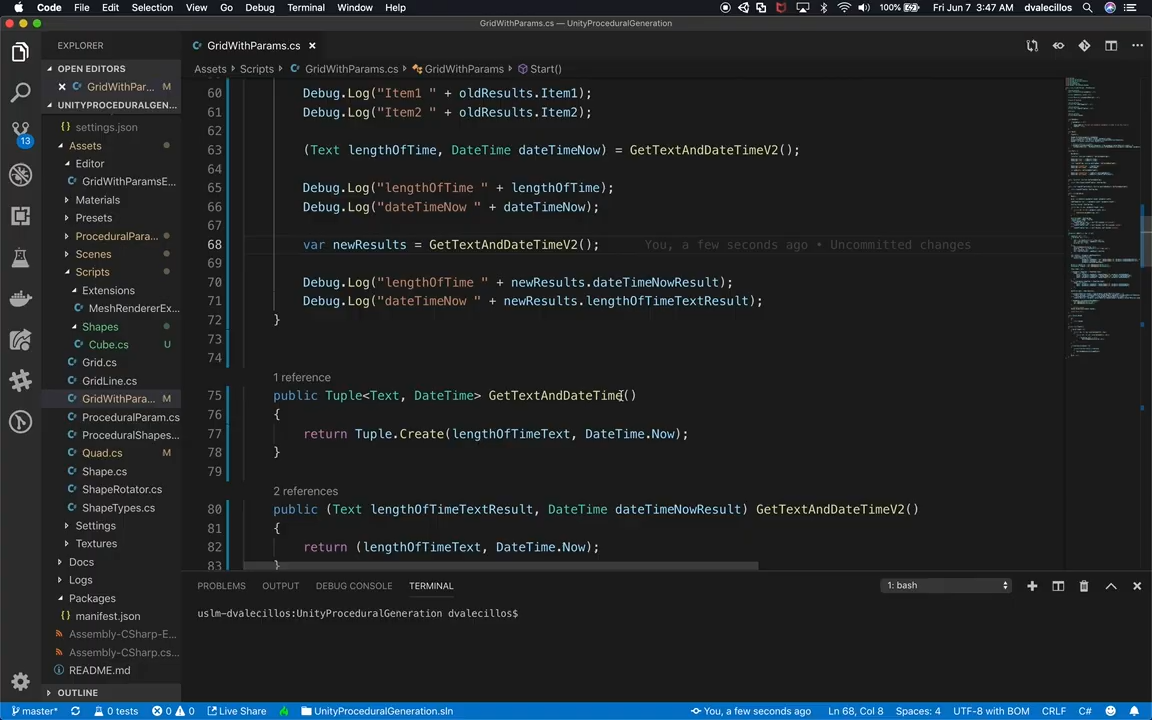 Code File Edit Selection View Go Debug Terminal Window Help
100% Fri Jun 7 3:47 AM dvalecillos
GridWithParams.cs — UnityProceduralGeneration
EXPLORER
OPEN EDITORS
GridWithPar... M
UNITYPROCEDURALGEN...
settings.json
Assets
Editor
GridWithParamsE...
Materials
Presets
ProceduralPara...
Scenes
Scripts
Extensions
MeshRendererEx...
Shapes
Cube.cs U
Grid.cs
GridLine.cs
GridWithPara... M
ProceduralParam.cs
ProceduralShapes...
Quad.cs M
Shape.cs
ShapeRotator.cs
ShapeTypes.cs
Settings
Textures
Docs
Logs
Packages
manifest.json
Assembly-CSharp-E...
Assembly-CSharp.cs...
README.md
OUTLINE
13
GridWithParams.cs
Assets Scripts GridWithParams.cs GridWithParams Start()
60 Debug.Log("Item1 " + oldResults.Item1);
61 Debug.Log("Item2 " + oldResults.Item2);
62
63 (Text lengthOfTime, DateTime dateTimeNow) = GetTextAndDateTimeV2();
64
65 Debug.Log("lengthOfTime " + lengthOfTime);
66 Debug.Log("dateTimeNow " + dateTimeNow);
67
68 var newResults = GetTextAndDateTimeV2(); You, a few seconds ago • Uncommitted changes
69
70 Debug.Log("lengthOfTime " + newResults.dateTimeNowResult);
71 Debug.Log("dateTimeNow " + newResults.lengthOfTimeTextResult);
72 }
73
74
1 reference
75 public Tuple<Text, DateTime> GetTextAndDateTime()
76 {
77 return Tuple.Create(lengthOfTimeText, DateTime.Now);
78 }
79
2 references
80 public (Text lengthOfTimeTextResult, DateTime dateTimeNowResult) GetTextAndDateTimeV2()
81 {
82 return (lengthOfTimeText, DateTime.Now);
83 }
PROBLEMS OUTPUT DEBUG CONSOLE TERMINAL 1: bash
uslm-dvalecillos:UnityProceduralGeneration dvalecillos$
master* 0 tests 0 0 Live Share UnityProceduralGeneration.sln You, a few seconds ago Ln 68, Col 8 Spaces: 4 UTF-8 with BOM CRLF C#